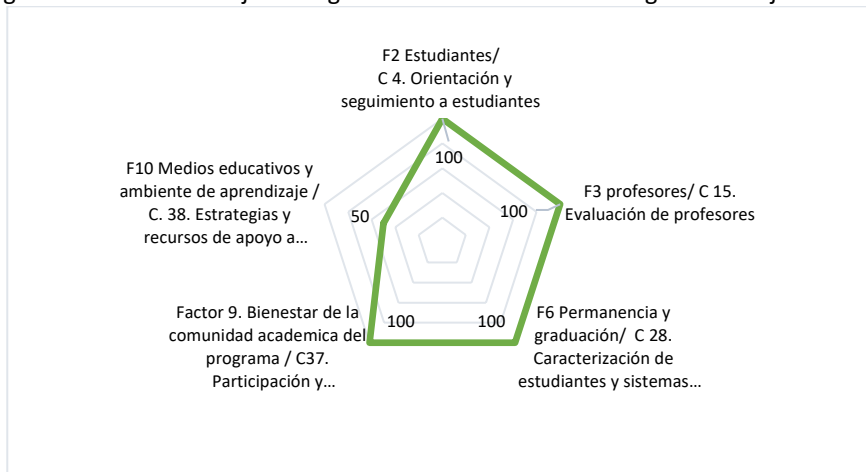 F2 Estudiantes/
C 4. Orientación y
seguimiento a estudiantes
100
F3 profesores/ C 15.
Evaluación de profesores
100
F6 Permanencia y
graduación/ C 28.
Caracterización de
estudiantes y sistemas...
100
Factor 9. Bienestar de la
comunidad academica del
programa / C37.
Participación y...
100
F10 Medios educativos y
ambiente de aprendizaje /
C. 38. Estrategias y
recursos de apoyo a...
50